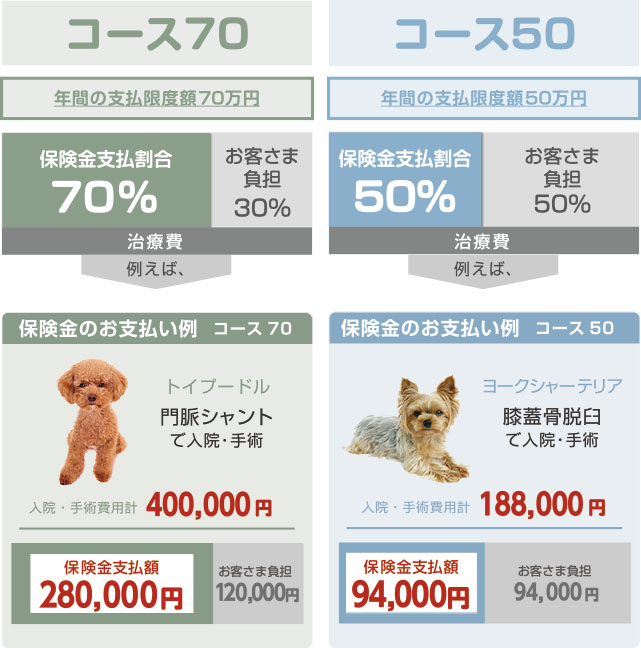 コース70
年間の支払限度額70万円
保険金支払割合
70%
お客さま
負担
30%
治療費
例えば、
保険金のお支払い例 コース 70
トイプードル
門脈シャント
で入院・手術
入院・手術費用計 400,000円
保険金支払額
280,000円
お客さま負担
120,000円
コース50
年間の支払限度額50万円
保険金支払割合
50%
お客さま
負担
50%
治療費
例えば、
保険金のお支払い例 コース 50
ヨークシャーテリア
膝蓋骨脱臼
で入院・手術
入院・手術費用計 188,000円
保険金支払額
94,000円
お客さま負担
94,000円